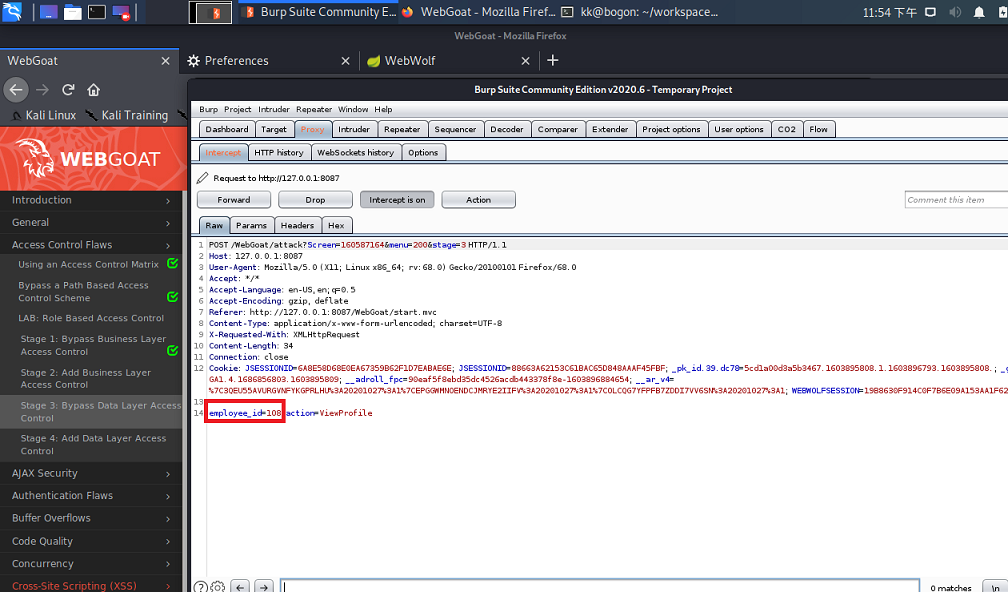 Burp Suite Community E...
WebGoat - Mozilla Firef...
kk@bogon: ~/workspace...
11:54 下午
WebGoat - Mozilla Firefox
WebGoat
Preferences
WebWolf
Kali Linux
Kali Training
WEBGOAT
Introduction
General
Access Control Flaws
Using an Access Control Matrix
Bypass a Path Based Access
Control Scheme
LAB: Role Based Access Control
Stage 1: Bypass Business Layer
Access Control
Stage 2: Add Business Layer
Access Control
Stage 3: Bypass Data Layer Access
Control
Stage 4: Add Data Layer Access
Control
AJAX Security
Authentication Flaws
Buffer Overflows
Code Quality
Concurrency
Cross-Site Scripting (XSS)
Burp Suite Community Edition v2020.6 - Temporary Project
Burp Project Intruder Repeater Window Help
Dashboard Target Proxy Intruder Repeater Sequencer Decoder Comparer Extender Project options User options CO2 Flow
Intercept HTTP history WebSockets history Options
Request to http://127.0.0.1:8087
Forward Drop Intercept is on Action
Comment this item
Raw Params Headers Hex
1 POST /WebGoat/attack?Screen=160587164&menu=200&stage=3 HTTP/1.1
2 Host: 127.0.0.1:8087
3 User-Agent: Mozilla/5.0 (X11; Linux x86_64; rv:68.0) Gecko/20100101 Firefox/68.0
4 Accept: */*
5 Accept-Language: en-US,en;q=0.5
6 Accept-Encoding: gzip, deflate
7 Referer: http://127.0.0.1:8087/WebGoat/start.mvc
8 Content-Type: application/x-www-form-urlencoded; charset=UTF-8
9 X-Requested-With: XMLHttpRequest
10 Content-Length: 34
11 Connection: close
12 Cookie: JSESSIONID=6A8E58D68E0EA67359B62F1D7EABAE6E; JSESSIONID=88663A62153C61BAC65D848AAAF45FBF; _pk_id.39.dc78=5cd1a00d3a5b3467.1603895808.1.1603896793.1603895808.;
GA1.4.1686856803.1603895809; __adroll_fpc=90eaf5f8ebd35dc4526acdb443378f8e-1603896884654; __ar_v4=
%7C3QEU55AVURGVNFYKGPRLHU%3A20201027%3A1%7CEPGGWMNOENDCJMRYE2IIFV%3A20201027%3A1%7COLCQG7YFPFB7ZDDI7VV6SN%3A20201027%3A1; WEBWOLFSESSION=19B8630F914C0F7B6E09A153AA1F62
13
14 employee_id=108 action=ViewProfile
0 matches
\n